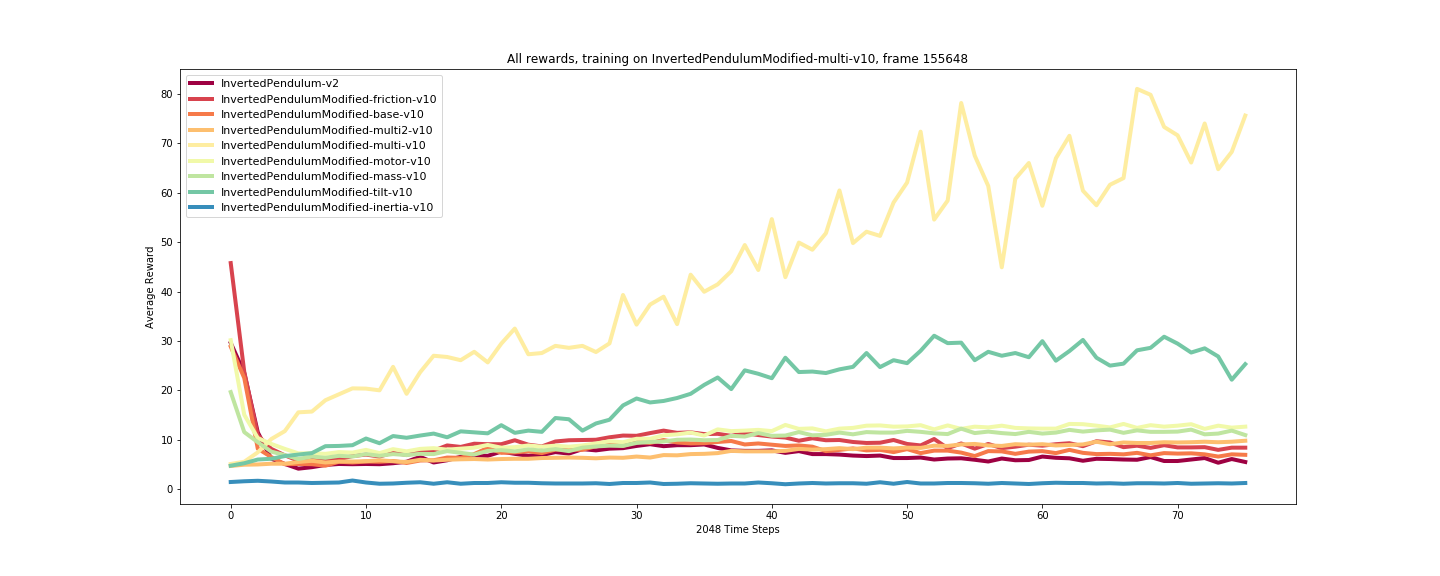 All rewards, training on InvertedPendulumModified-multi-v10, frame 155648
InvertedPendulum-v2
InvertedPendulumModified-friction-v10
InvertedPendulumModified-base-v10
InvertedPendulumModified-multi2-v10
InvertedPendulumModified-multi-v10
InvertedPendulumModified-motor-v10
InvertedPendulumModified-mass-v10
InvertedPendulumModified-tilt-v10
InvertedPendulumModified-inertia-v10
Average Reward
80
70
60
50
40
30
20
10
0
0 10 20 30 40 50 60 70
2048 Time Steps